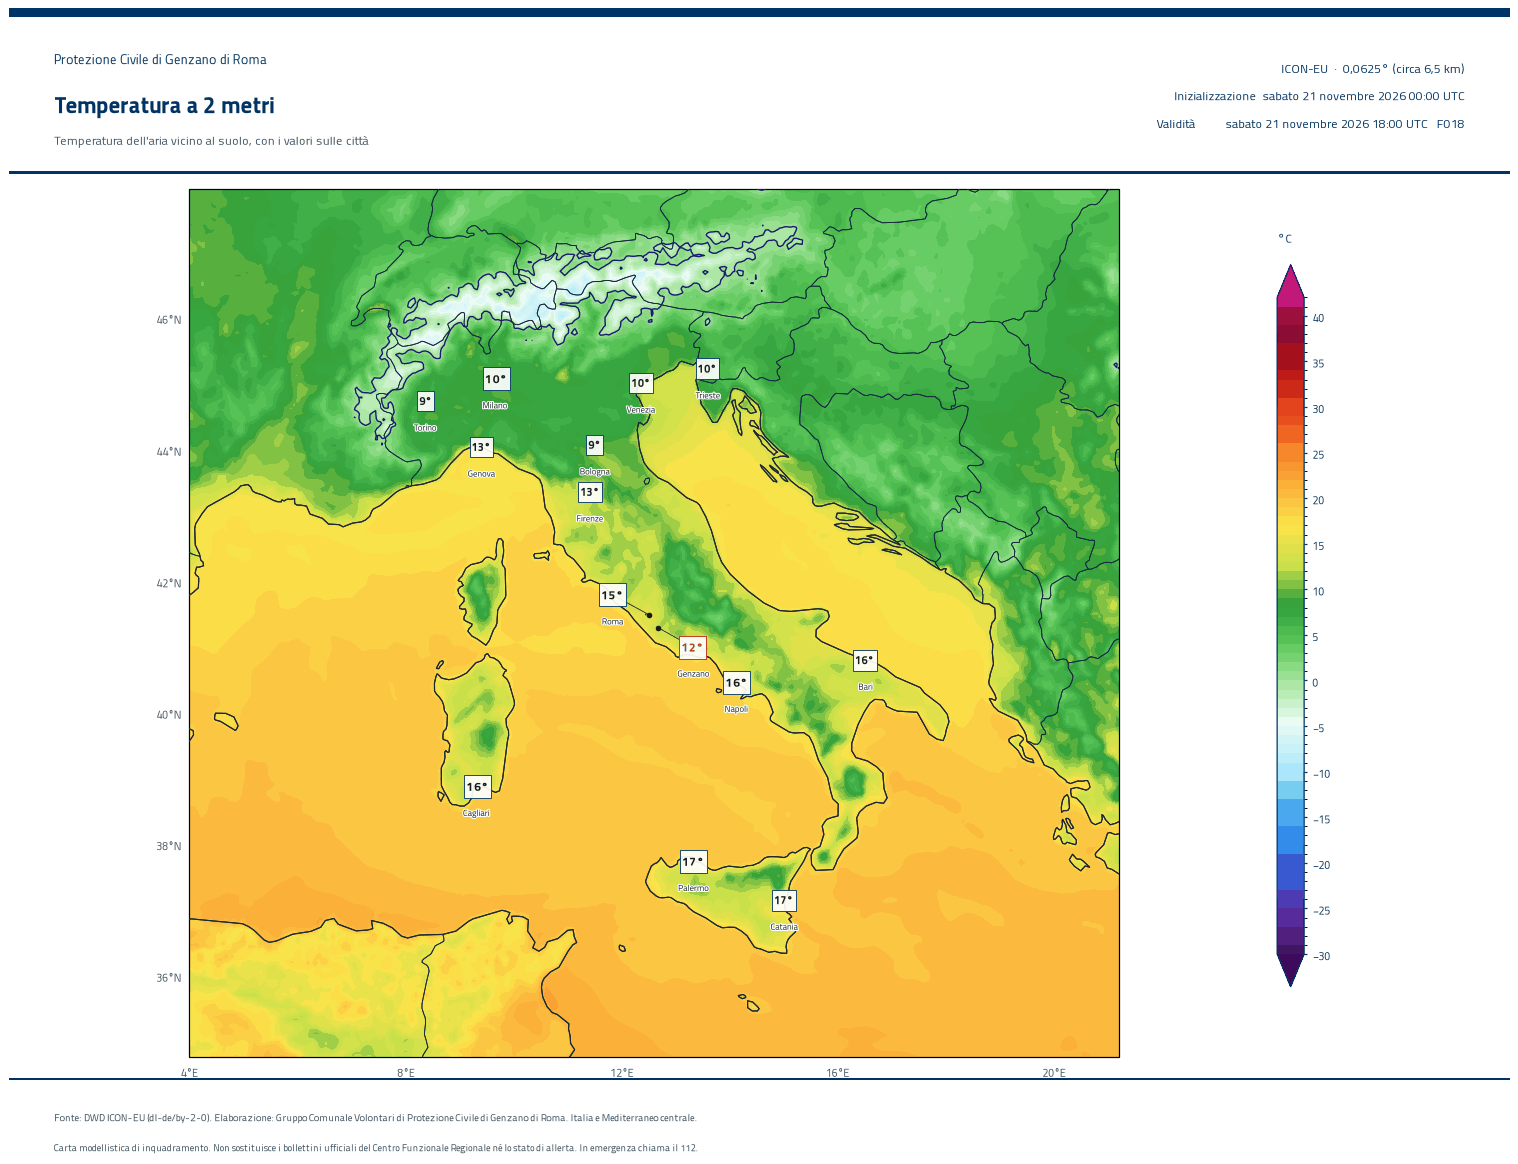 Protezione Civile di Genzano di Roma
Temperatura a 2 metri
Temperatura dell'aria vicino al suolo, con i valori sulle città
ICON-EU · 0,0625° (circa 6,5 km)
Inizializzazione sabato 21 novembre 2026 00:00 UTC
Validità sabato 21 novembre 2026 18:00 UTC F018
°C
40
35
30
25
20
15
10
5
0
−5
−10
−15
−20
−25
−30
46°N
44°N
42°N
40°N
38°N
36°N
4°E
8°E
12°E
16°E
20°E
10°
Milano
9°
Torino
10°
Venezia
10°
Trieste
13°
Genova
9°
Bologna
13°
Firenze
15°
Roma
12°
Genzano
16°
Napoli
16°
Bari
16°
Cagliari
17°
Palermo
17°
Catania
Fonte: DWD ICON-EU (dl-de/by-2-0). Elaborazione: Gruppo Comunale Volontari di Protezione Civile di Genzano di Roma. Italia e Mediterraneo centrale.
Carta modellistica di inquadramento. Non sostituisce i bollettini ufficiali del Centro Funzionale Regionale né lo stato di allerta. In emergenza chiama il 112.